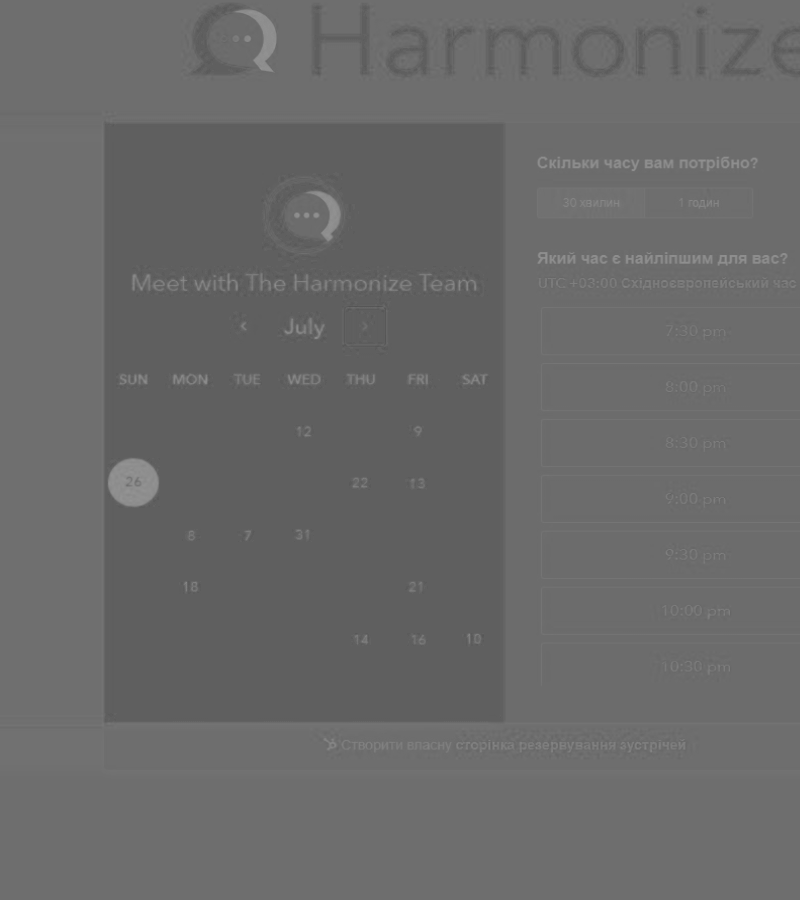 Harmonize
Meet with The Harmonize Team
July
SUN MON TUE WED THU FRI SAT
12 9
26 22 13
8 7 31
18 21
14 16 10
Скільки часу вам потрібно?
30 хвилин 1 годин
Який час є найліпшим для вас?
UTC +03:00 Східноєвропейський час
7:30 pm
8:00 pm
8:30 pm
9:00 pm
9:30 pm
10:00 pm
10:30 pm
Створити власну сторінка резервування зустрічей